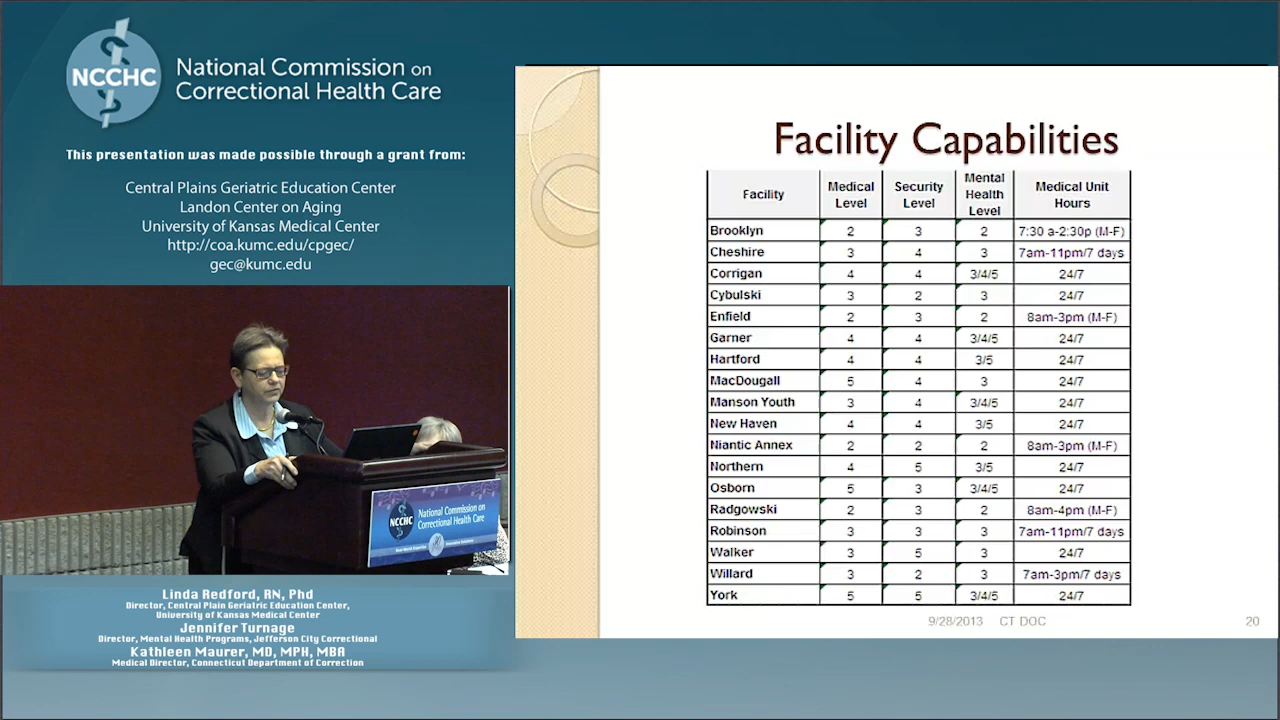 NCCHC
National Commission on
Correctional Health Care
This presentation was made possible through a grant from:
Central Plains Geriatric Education Center
Landon Center on Aging
University of Kansas Medical Center
http://coa.kumc.edu/cpgec/
gec@kumc.edu
NCCHC
National Commission on
Correctional Health Care
Linda Redford, RN, Phd
Director, Central Plain Geriatric Education Center,
University of Kansas Medical Center
Jennifer Turnage
Director, Mental Health Programs, Jefferson City Correctional
Kathleen Maurer, MD, MPH, MBA
Medical Director, Connecticut Department of Correction
Facility Capabilities
Facility Medical Level Security Level Mental Health Level Medical Unit Hours
Brooklyn 2 3 2 7:30 a-2:30p (M-F)
Cheshire 3 4 3 7am-11pm/7 days
Corrigan 4 4 3/4/5 24/7
Cybulski 3 2 3 24/7
Enfield 2 3 2 8am-3pm (M-F)
Garner 4 4 3/4/5 24/7
Hartford 4 4 3/5 24/7
MacDougall 5 4 3 24/7
Manson Youth 3 4 3/4/5 24/7
New Haven 4 4 3/5 24/7
Niantic Annex 2 2 2 8am-3pm (M-F)
Northern 4 5 3/5 24/7
Osborn 5 3 3/4/5 24/7
Radgowski 2 3 2 8am-4pm (M-F)
Robinson 3 3 3 7am-11pm/7 days
Walker 3 5 3 24/7
Willard 3 2 3 7am-3pm/7 days
York 5 5 3/4/5 24/7
9/28/2013 CT DOC 20